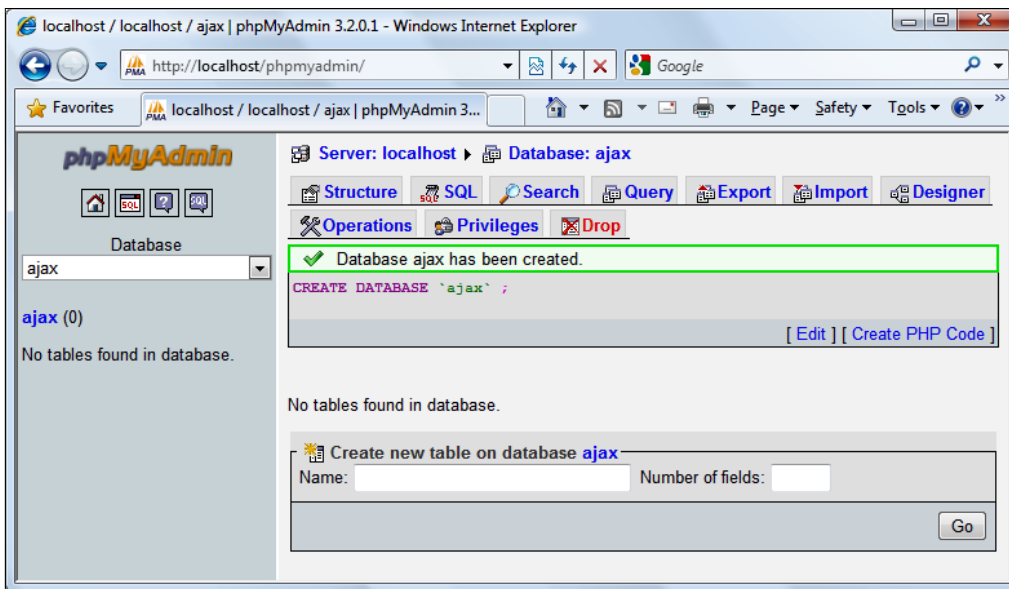 localhost / localhost / ajax | phpMyAdmin 3.2.0.1 - Windows Internet Explorer
PMA http://localhost/phpmyadmin/ Google
Favorites PMA localhost / localhost / ajax | phpMyAdmin 3... Page Safety Tools
phpMyAdmin
SQL ? SQL
Database
ajax
ajax (0)
No tables found in database.
Server: localhost Database: ajax
Structure SQL Search Query Export Import Designer
Operations Privileges Drop
Database ajax has been created.
CREATE DATABASE `ajax` ;
[ Edit ] [ Create PHP Code ]
No tables found in database.
Create new table on database ajax
Name: Number of fields:
Go